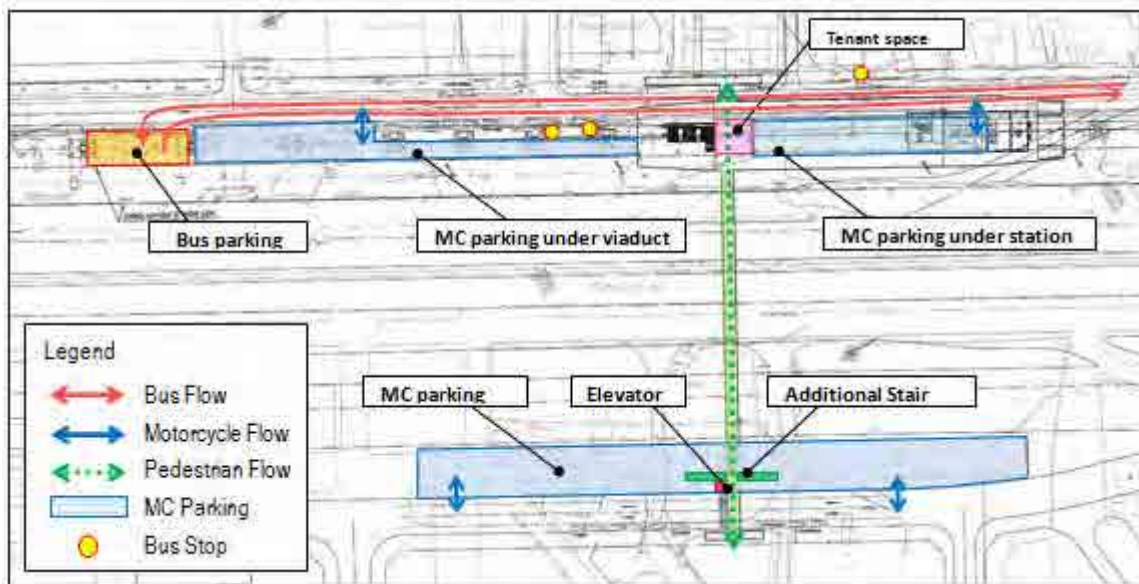 Tenant space
Bus parking
MC parking under viaduct
MC parking under station
Legend
Bus Flow
Motorcycle Flow
Pedestrian Flow
MC Parking
Bus Stop
MC parking
Elevator
Additional Stair